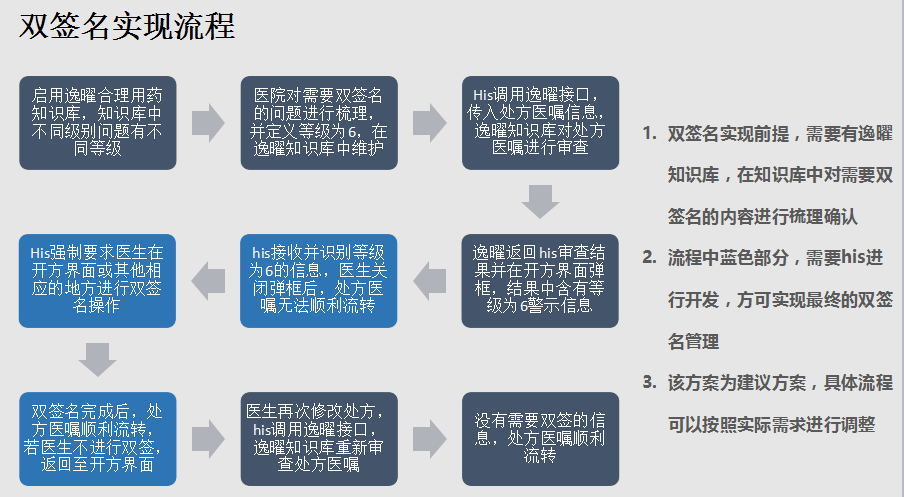 双签名实现流程
启用逸曜合理用药
知识库，知识库中
不同级别问题有不
同等级
医院对需要双签名
的问题进行梳理，
并定义等级为6，在
逸曜知识库中维护
His调用逸曜接口，
传入处方医嘱信息，
逸曜知识库对处方
医嘱进行审查
逸曜返回his审查结
果并在开方界面弹
框，结果中含有等
级为6警示信息
his接收并识别等级
为6的信息，医生关
闭弹框后，处方医
嘱无法顺利流转
His强制要求医生在
开方界面或其他相
应的地方进行双签
名操作
双签名完成后，处
方医嘱顺利流转，
若医生不进行双签，
返回至开方界面
医生再次修改处方，
his调用逸曜接口，
逸曜知识库重新审
查处方医嘱
没有需要双签的信
息，处方医嘱顺利
流转
1. 双签名实现前提，需要有逸曜
知识库，在知识库中对需要双
签名的内容进行梳理确认
2. 流程中蓝色部分，需要his进
行开发，方可实现最终的双签
名管理
3. 该方案为建议方案，具体流程
可以按照实际需求进行调整